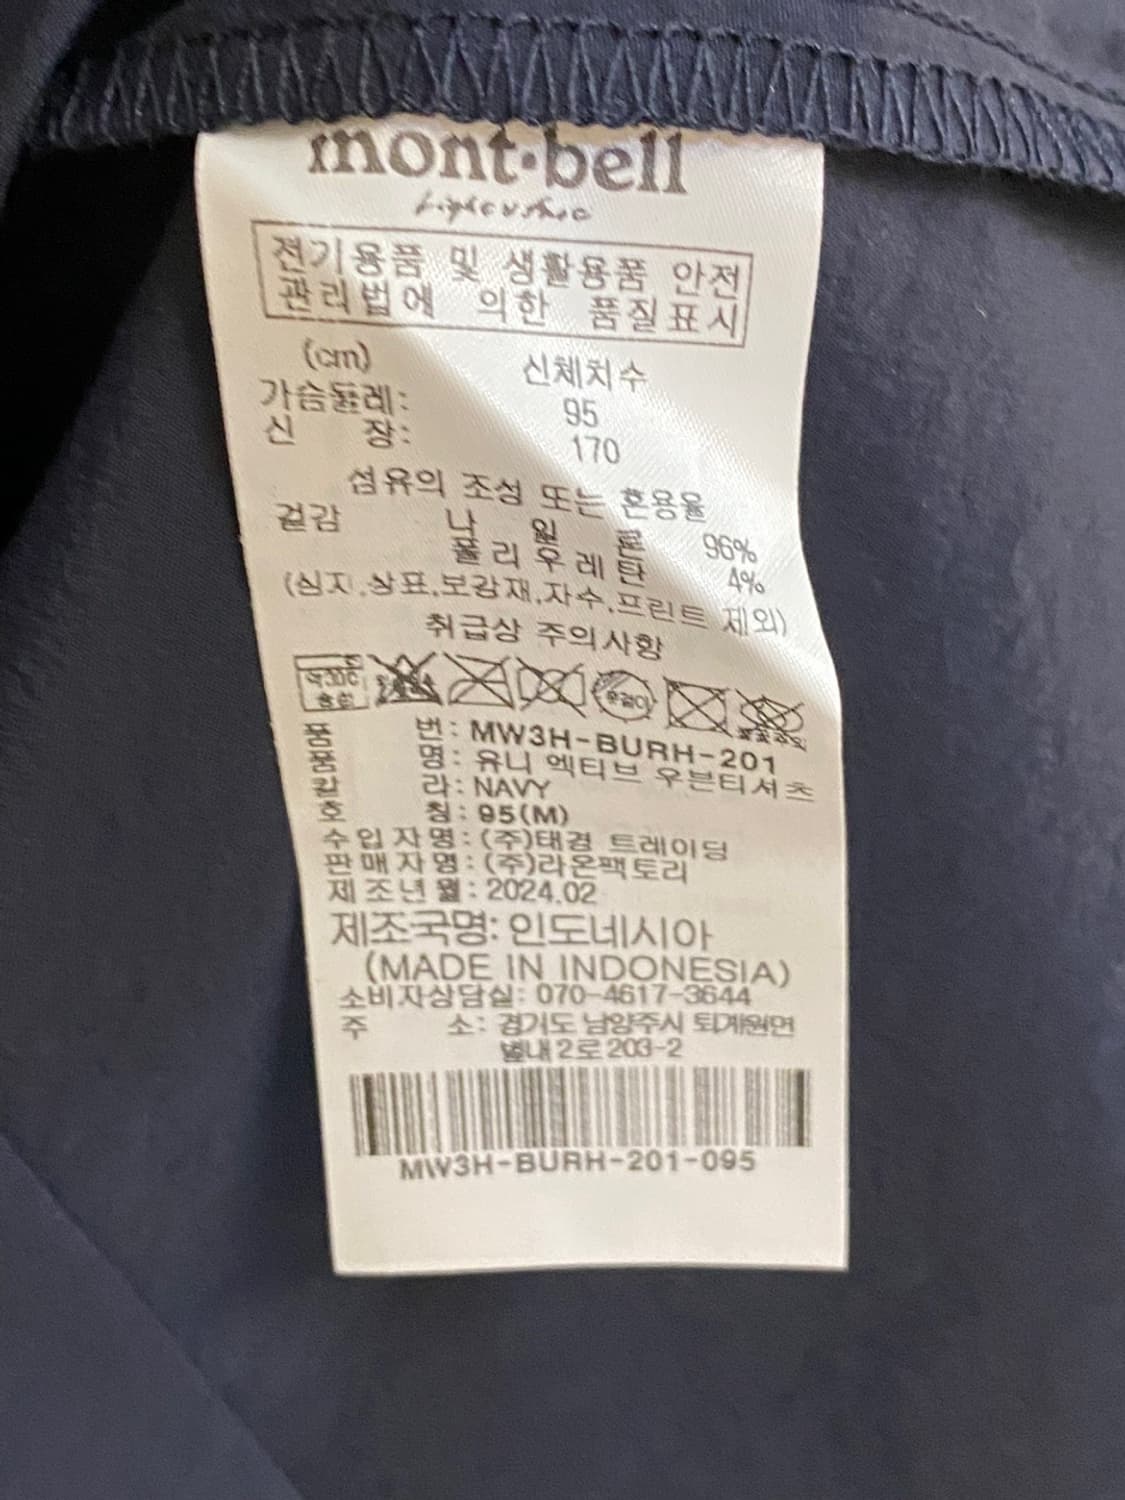 mont-bell
전기용품 및 생활용품 안전
관리법에 의한 품질표시
(cm) 신체치수
가슴둘레: 95
신 장: 170
섬유의 조성 또는 혼용율
겉감 나 일 론 96%
폴리우레탄 4%
(심지,상표,보강재,자수,프린트 제외)
취급상 주의사항
약30℃ 중성 옷걸이
품 번: MW3H-BURH-201
품 명: 유니 엑티브 우븐티셔츠
칼 라: NAVY
호 칭: 95(M)
수입자명: (주)태경 트레이딩
판매자명: (주)라온팩토리
제조년월: 2024.02
제조국명: 인도네시아
(MADE IN INDONESIA)
소비자상담실: 070-4617-3644
주 소: 경기도 남양주시 퇴계원면
별내2로 203-2
MW3H-BURH-201-095